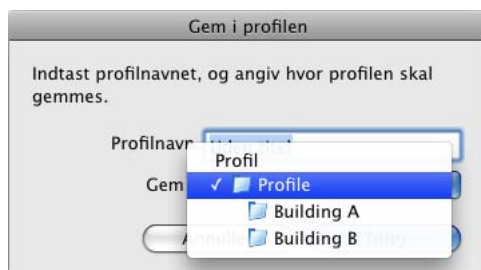 Gem i profilen
Indtast profilnavnet, og angiv hvor profilen skal
gemmes.
Profilnavn
Profil
Gem ✓ Profile
Building A
Building B